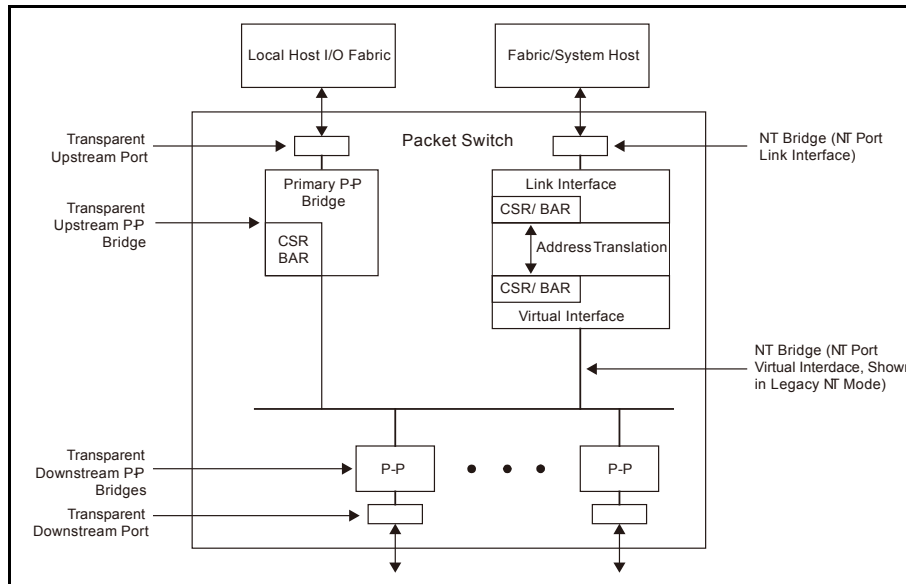 Local Host I/O Fabric
Fabric/System Host
Transparent
Upstream Port
Packet Switch
NT Bridge (NT Port
Link Interface)
Primary P-P
Bridge
Link Interface
CSR/ BAR
Transparent
Upstream P-P
Bridge
CSR
BAR
Address Translation
CSR/ BAR
Virtual Interface
NT Bridge (NT Port
Virtual Interdace, Shown
in Legacy NT Mode)
Transparent
Downstream P-P
Bridges
P-P
P-P
Transparent
Downstream Port